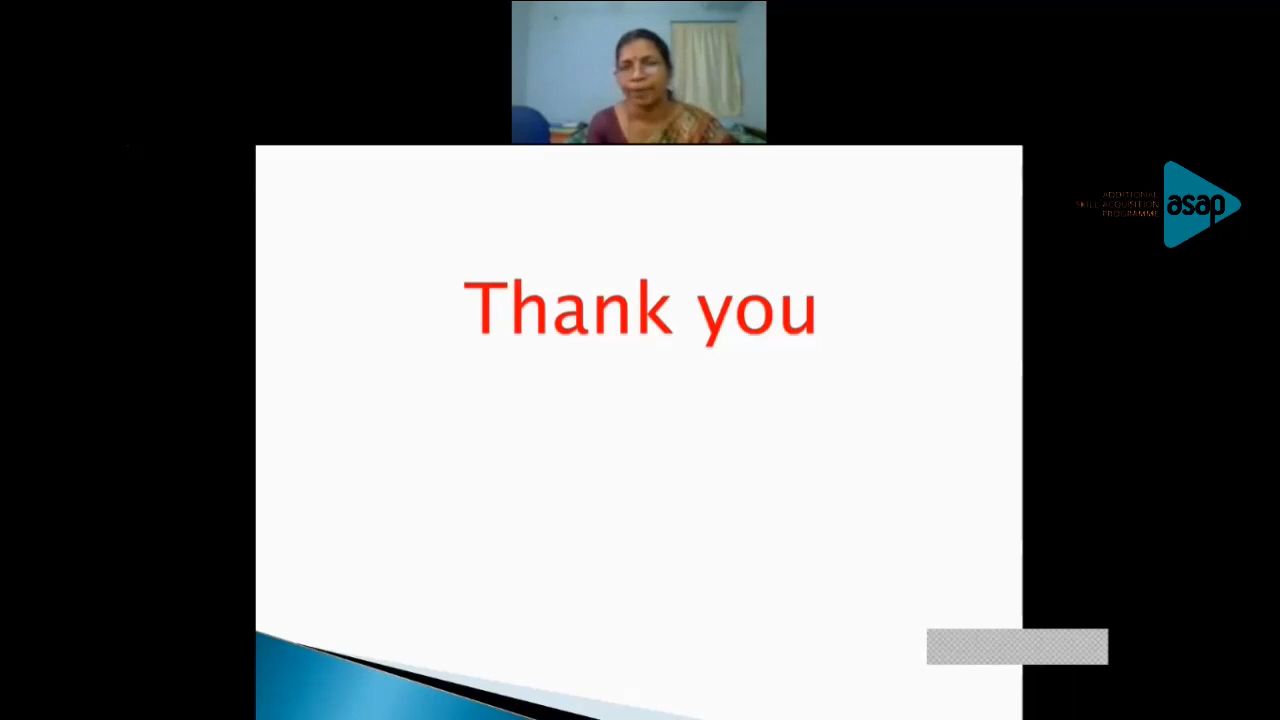 Thank you
ADDITIONAL
SKILL ACQUISITION
PROGRAMME
asap